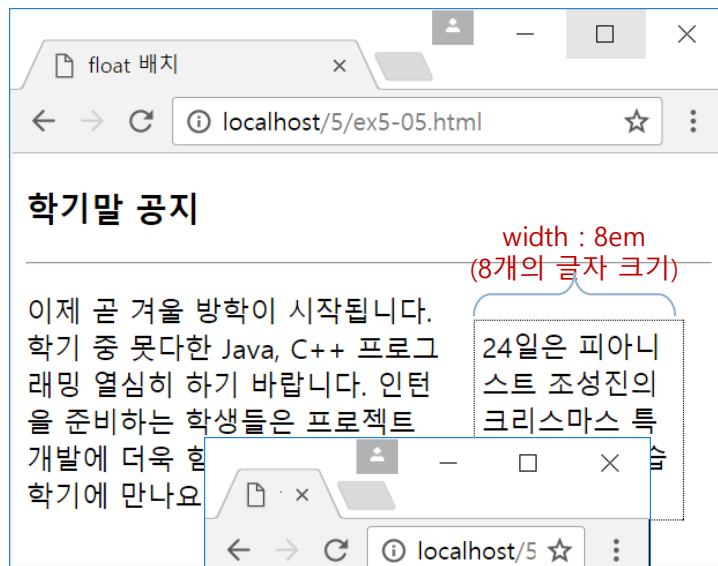 float 배치
localhost/5/ex5-05.html
학기말 공지
width : 8em
(8개의 글자 크기)
이제 곧 겨울 방학이 시작됩니다.
학기 중 못다한 Java, C++ 프로그
래밍 열심히 하기 바랍니다. 인턴
을 준비하는 학생들은 프로젝트
개발에 더욱
학기에 만나요
24일은 피아니
스트 조성진의
크리스마스 특
localhost/5